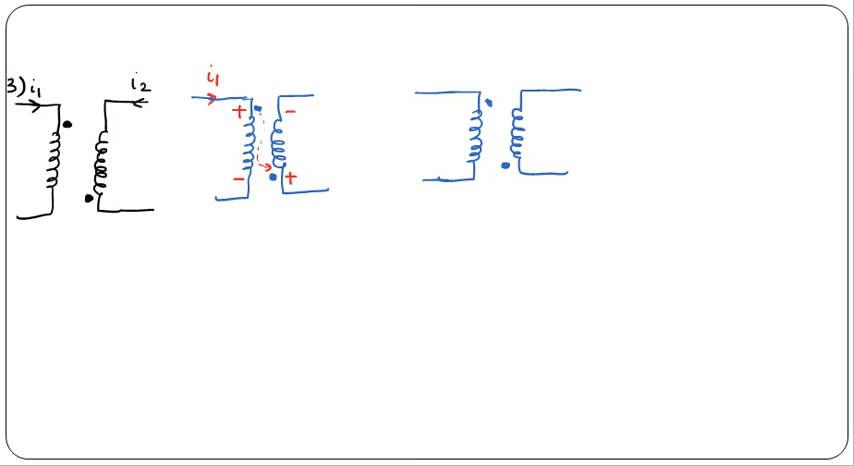 3) i1 i2
i1
+ -
- +